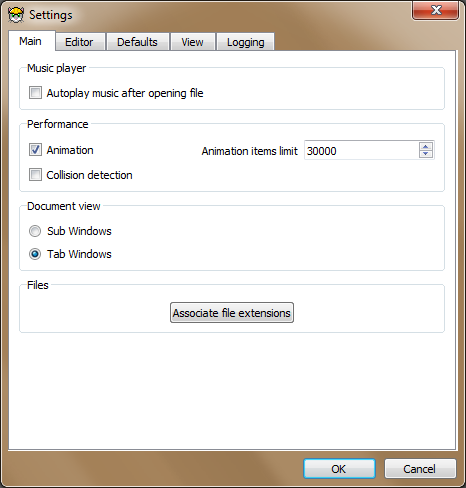 Settings
Main Editor Defaults View Logging
Music player
Autoplay music after opening file
Performance
Animation Animation items limit 30000
Collision detection
Document view
Sub Windows
Tab Windows
Files
Associate file extensions
OK Cancel